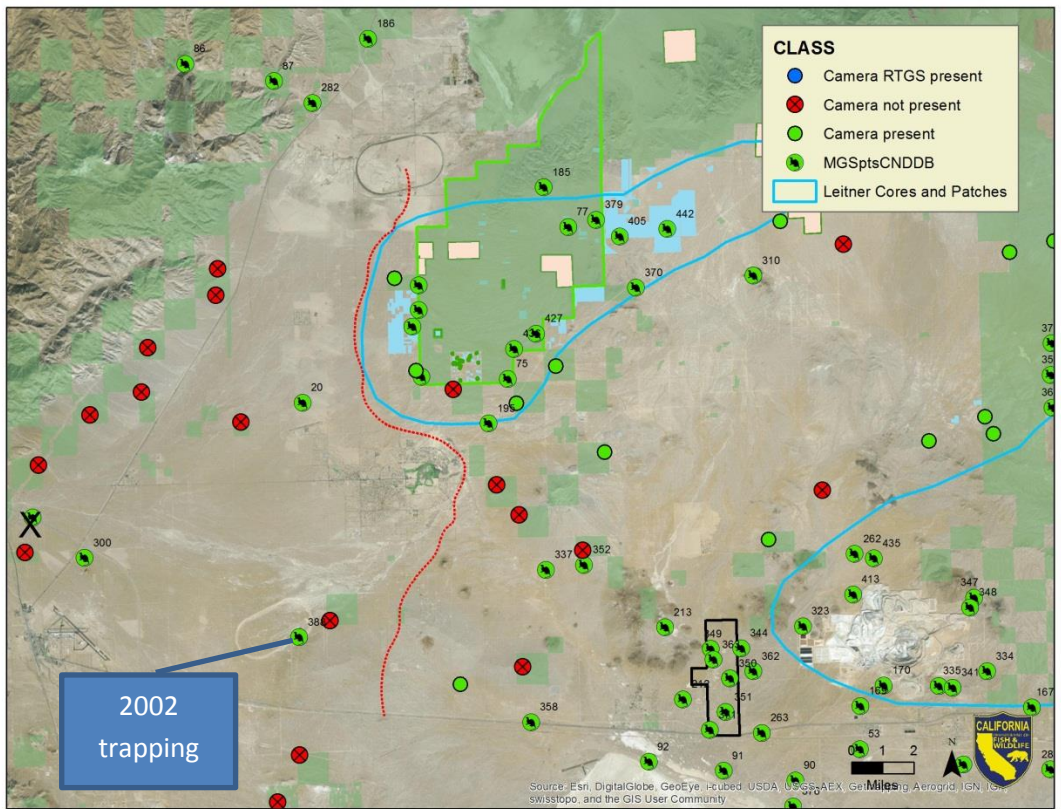 186
86
87
282
CLASS
Camera RTGS present
Camera not present
Camera present
MGSptsCNDDB
Leitner Cores and Patches
185
379
77
405
442
310
370
427
75
20
195
300
352
337
262
435
413
347
348
388
213
323
344
349
362
350
334
170
335
341
351
167
358
263
53
92
91
90
2002
trapping
0 1 2
Miles
N
CALIFORNIA
FISH &
WILDLIFE
Source: Esri, DigitalGlobe, GeoEye, i-cubed, USDA, USGS, AEX, Getmapping, Aerogrid, IGN, IGP,
swisstopo, and the GIS User Community
X